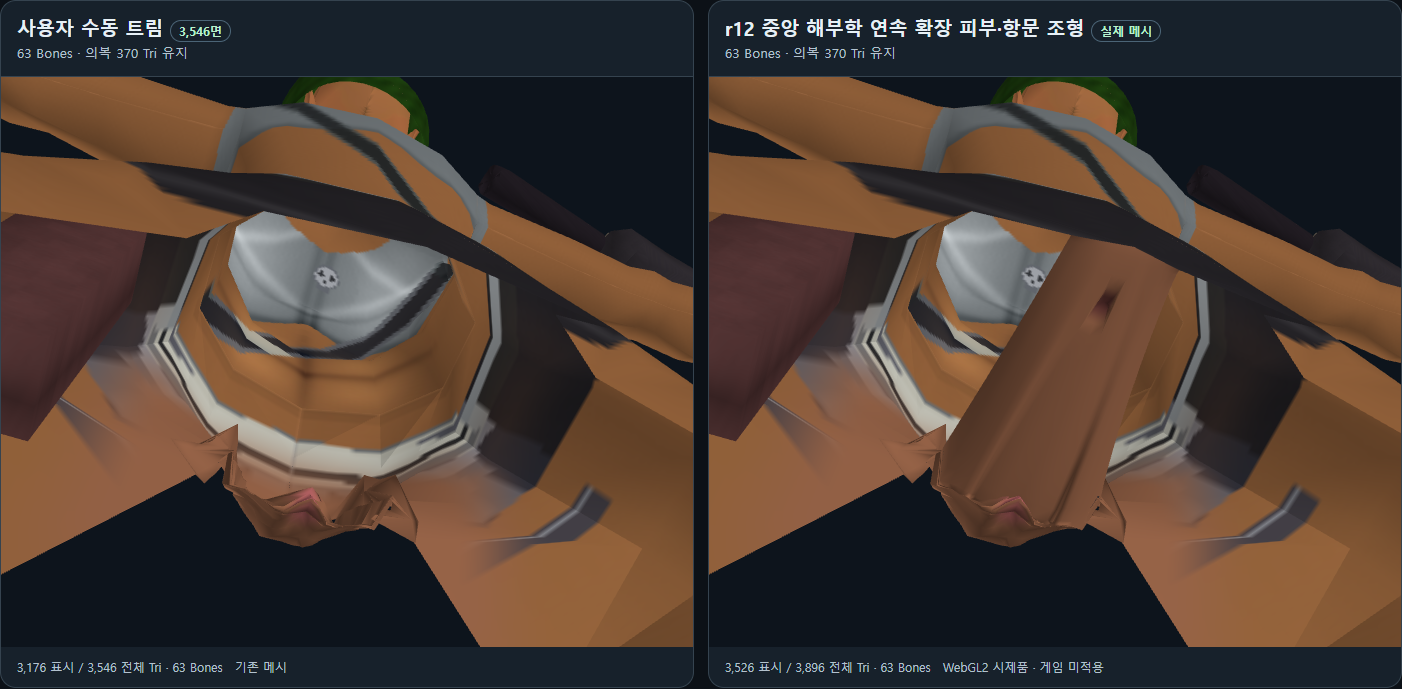 사용자 수동 트림 3,546면
63 Bones · 의복 370 Tri 유지
r12 중앙 해부학 연속 확장 피부·항문 조형 실제 메시
63 Bones · 의복 370 Tri 유지
3,176 표시 / 3,546 전체 Tri · 63 Bones 기존 메시
3,526 표시 / 3,896 전체 Tri · 63 Bones WebGL2 시제품 · 게임 미적용